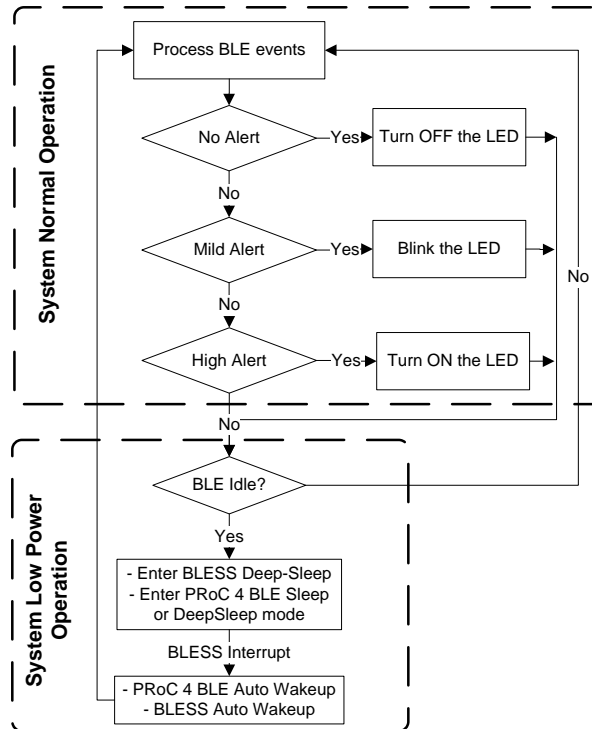 System Normal Operation
Process BLE events
No Alert
Yes
Turn OFF the LED
No
Mild Alert
Yes
Blink the LED
No
No
High Alert
Yes
Turn ON the LED
No
System Low Power
Operation
BLE Idle?
Yes
- Enter BLESS Deep-Sleep
- Enter PRoC 4 BLE Sleep
or DeepSleep mode
BLESS Interrupt
- PRoC 4 BLE Auto Wakeup
- BLESS Auto Wakeup